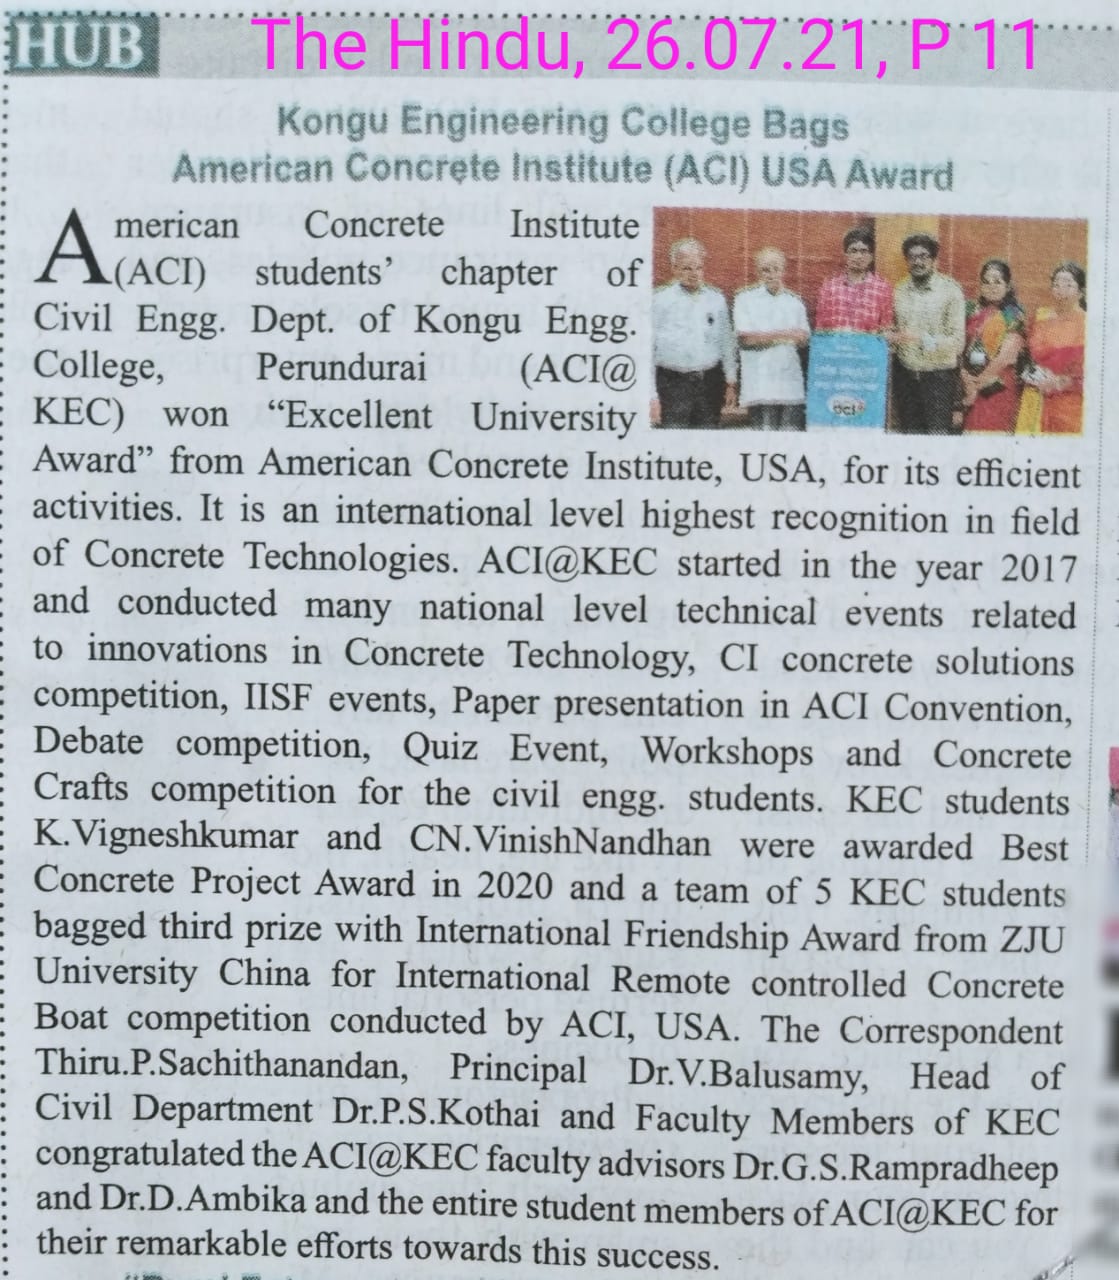 HUB
The Hindu, 26.07.21, P 11
Kongu Engineering College Bags
American Concrete Institute (ACI) USA Award
American Concrete Institute
(ACI) students' chapter of
Civil Engg. Dept. of Kongu Engg.
College, Perundurai (ACI@
KEC) won “Excellent University
Award” from American Concrete Institute, USA, for its efficient
activities. It is an international level highest recognition in field
of Concrete Technologies. ACI@KEC started in the year 2017
and conducted many national level technical events related
to innovations in Concrete Technology, CI concrete solutions
competition, IISF events, Paper presentation in ACI Convention,
Debate competition, Quiz Event, Workshops and Concrete
Crafts competition for the civil engg. students. KEC students
K.Vigneshkumar and CN.VinishNandhan were awarded Best
Concrete Project Award in 2020 and a team of 5 KEC students
bagged third prize with International Friendship Award from ZJU
University China for International Remote controlled Concrete
Boat competition conducted by ACI, USA. The Correspondent
Thiru.P.Sachithanandan, Principal Dr.V.Balusamy, Head of
Civil Department Dr.P.S.Kothai and Faculty Members of KEC
congratulated the ACI@KEC faculty advisors Dr.G.S.Rampradheep
and Dr.D.Ambika and the entire student members of ACI@KEC for
their remarkable efforts towards this success.
aci